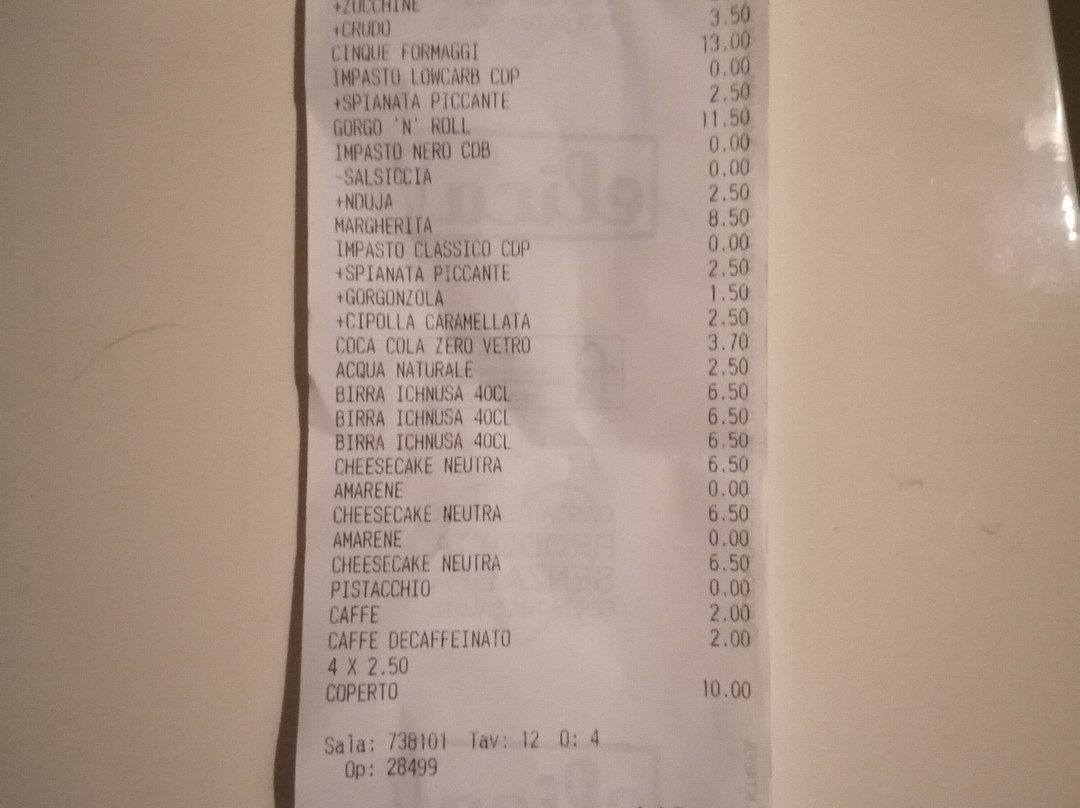 +ZUCCHINE
+CRUDO 3.50
CINQUE FORMAGGI 13.00
IMPASTO LOWCARB CDP 0.00
+SPIANATA PICCANTE 2.50
GORGO 'N' ROLL 11.50
IMPASTO NERO CDB 0.00
-SALSICCIA 0.00
+NDUJA 2.50
MARGHERITA 8.50
IMPASTO CLASSICO CDP 0.00
+SPIANATA PICCANTE 2.50
+GORGONZOLA 1.50
+CIPOLLA CARAMELLATA 2.50
COCA COLA ZERO VETRO 3.70
ACQUA NATURALE 2.50
BIRRA ICHNUSA 40CL 6.50
BIRRA ICHNUSA 40CL 6.50
BIRRA ICHNUSA 40CL 6.50
CHEESECAKE NEUTRA 6.50
AMARENE 0.00
CHEESECAKE NEUTRA 6.50
AMARENE 0.00
CHEESECAKE NEUTRA 6.50
PISTACCHIO 0.00
CAFFE 2.00
CAFFE DECAFFEINATO 2.00
4 X 2.50
COPERTO 10.00
Sala: 738101 Tav: 12 O: 4
Op: 28499